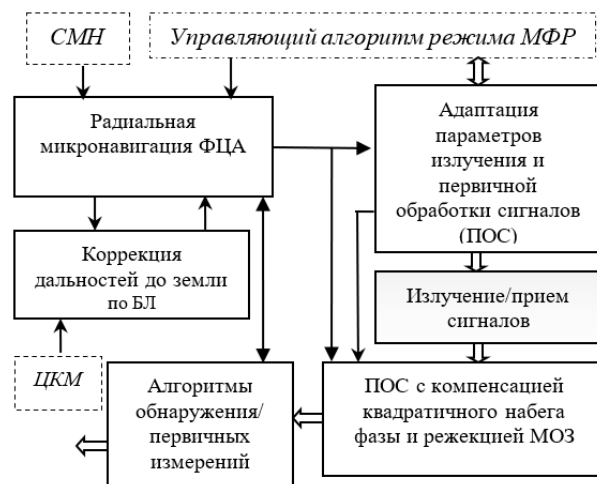 СМН
Управляющий алгоритм режима МФР
Радиальная
микронавигация ФЦА
Адаптация
параметров
излучения и
первичной
обработки сигналов
(ПОС)
Коррекция
дальностей до земли
по БЛ
Излучение/прием
сигналов
ЦКМ
Алгоритмы
обнаружения/
первичных
измерений
ПОС с компенсацией
квадратичного набега
фазы и режекцией МОЗ